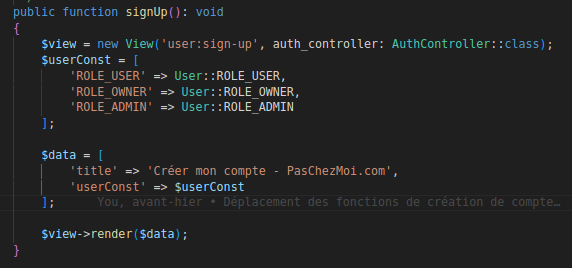 public function signUp(): void
{
    $view = new View('user:sign-up', auth_controller: AuthController::class);
    $userConst = [
        'ROLE_USER' => User::ROLE_USER,
        'ROLE_OWNER' => User::ROLE_OWNER,
        'ROLE_ADMIN' => User::ROLE_ADMIN
    ];
    $data = [
        'title' => 'Créer mon compte - PasChezMoi.com',
        'userConst' => $userConst
    ];      You, avant-hier • Déplacement des fonctions de création de compte…
    $view->render($data);
}